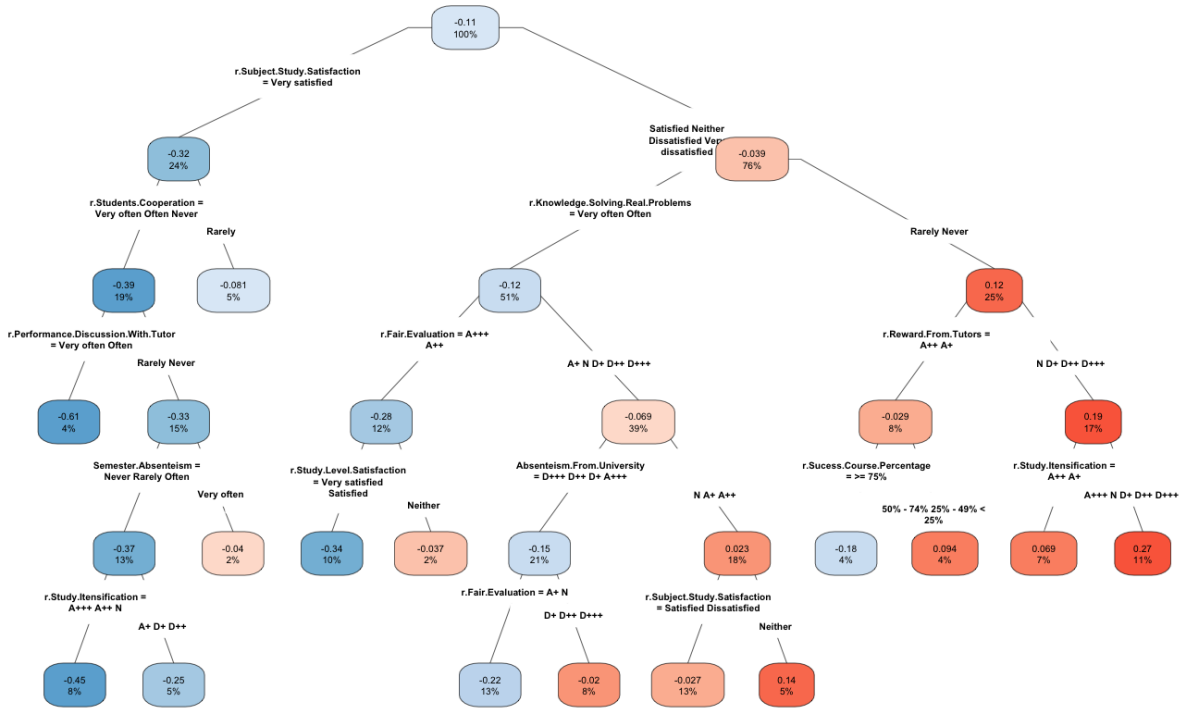 -0.11
100%
r.Subject.Study.Satisfaction
= Very satisfied
Satisfied Neither
Dissatisfied Very
dissatisfied
-0.32
24%
-0.039
76%
r.Students.Cooperation =
Very often Often Never
Rarely
r.Knowledge.Solving.Real.Problems
= Very often Often
Rarely Never
-0.39
19%
-0.081
5%
-0.12
51%
0.12
25%
r.Performance.Discussion.With.Tutor
= Very often Often
Rarely Never
r.Fair.Evaluation = A+++
A++
A+ N D+ D++ D+++
r.Reward.From.Tutors =
A++ A+
N D+ D++ D+++
-0.61
4%
-0.33
15%
-0.28
12%
-0.069
39%
-0.029
8%
0.19
17%
Semester.Absenteism =
Never Rarely Often
Very often
r.Study.Level.Satisfaction
= Very satisfied
Satisfied
Neither
Absenteism.From.University
= D+++ D++ D+ A+++
N A+ A++
r.Sucess.Course.Percentage
= >= 75%
50% - 74% 25% - 49% <
25%
r.Study.Itensification =
A++ A+
A+++ N D+ D++ D+++
-0.37
13%
-0.04
2%
-0.34
10%
-0.037
2%
-0.15
21%
0.023
18%
-0.18
4%
0.094
4%
0.069
7%
0.27
11%
r.Study.Itensification =
A+++ A++ N
A+ D+ D++
r.Fair.Evaluation = A+ N
D+ D++ D+++
r.Subject.Study.Satisfaction
= Satisfied Dissatisfied
Neither
-0.45
8%
-0.25
5%
-0.22
13%
-0.02
8%
-0.027
13%
0.14
5%